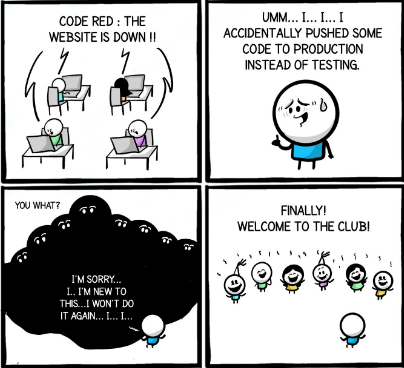 CODE RED : THE
WEBSITE IS DOWN !!
UMM... I... I... I
ACCIDENTALLY PUSHED SOME
CODE TO PRODUCTION
INSTEAD OF TESTING.
YOU WHAT?
I'M SORRY...
I.. I'M NEW TO
THIS...I WON'T DO
IT AGAIN... I... I...
FINALLY!
WELCOME TO THE CLUB!